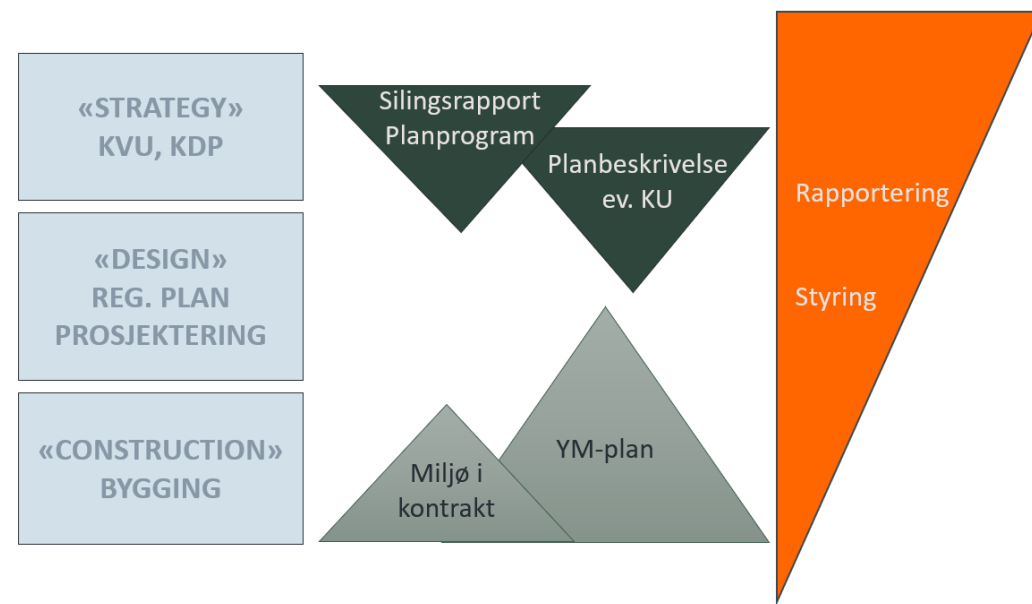 «STRATEGY»
KVU, KDP
«DESIGN»
REG. PLAN
PROSJEKTERING
«CONSTRUCTION»
BYGGING
Silingsrapport
Planprogram
Planbeskrivelse
ev. KU
YM-plan
Miljø i
kontrakt
Rapportering
Styring